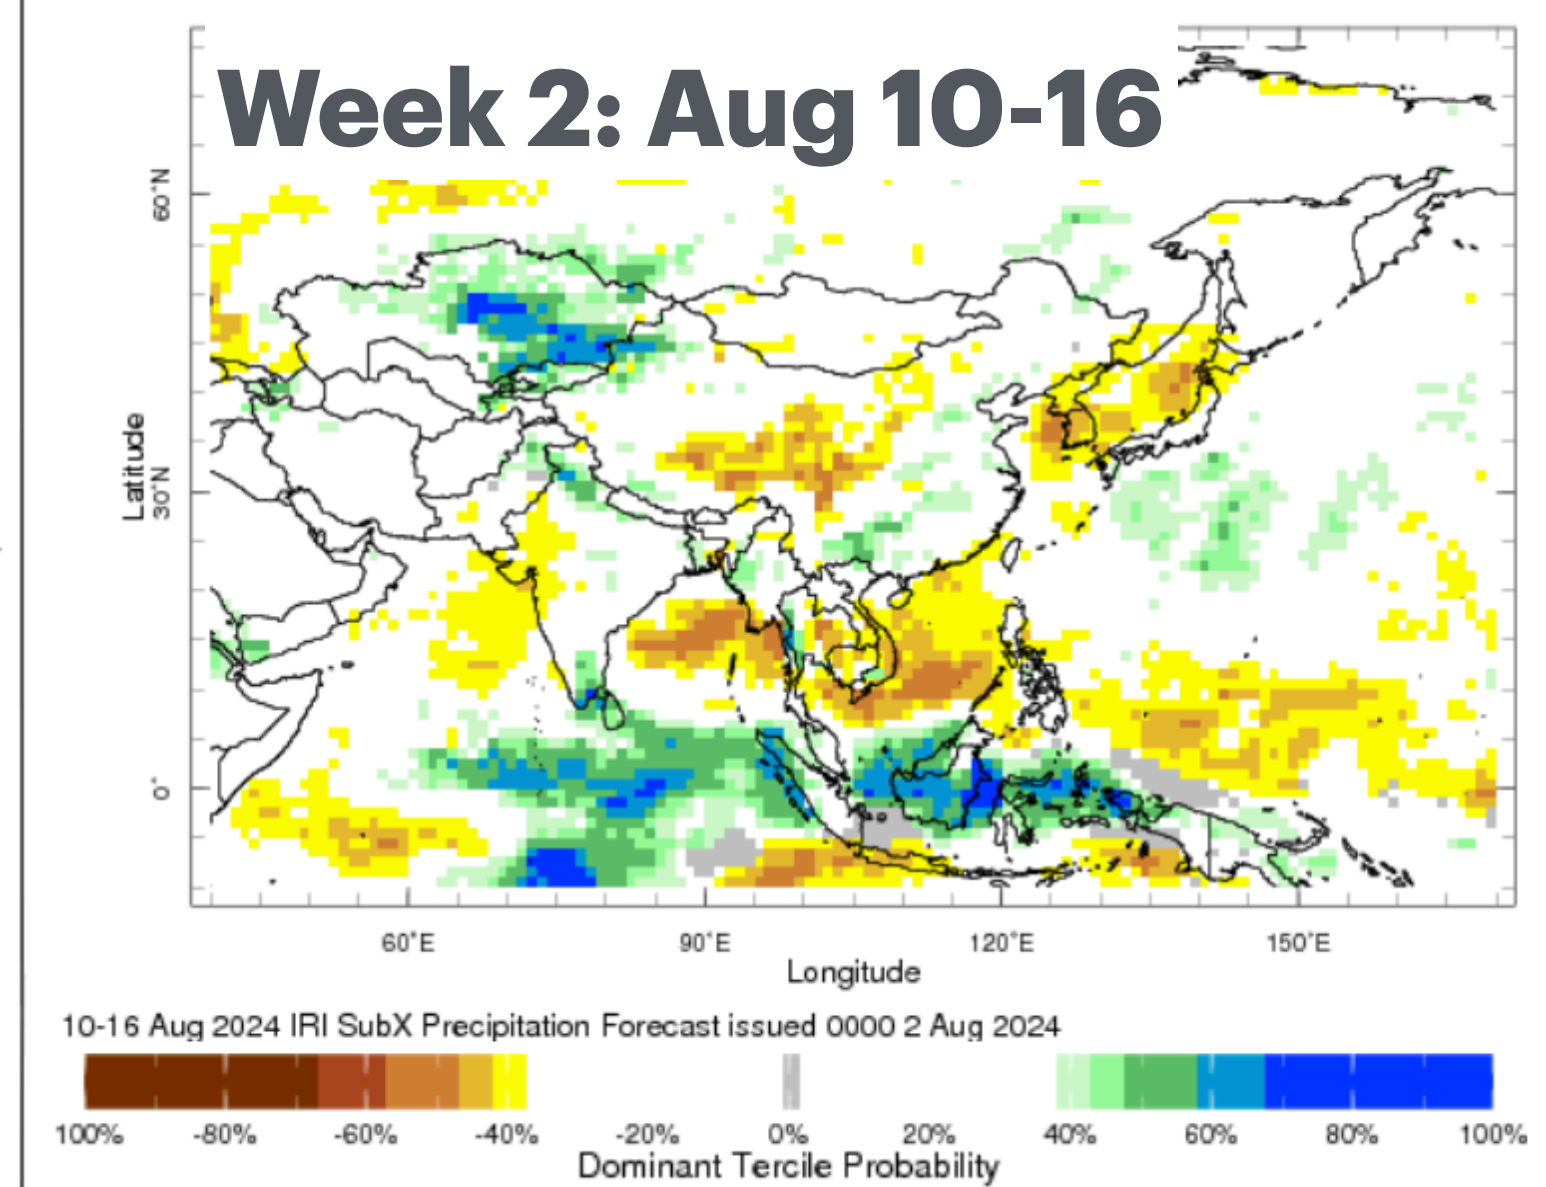 Week 2: Aug 10-16
60°N
30°N
0°
Latitude
60°E 90°E 120°E 150°E
Longitude
10-16 Aug 2024 IRI SubX Precipitation Forecast issued 0000 2 Aug 2024
100% -80% -60% -40% -20% 0% 20% 40% 60% 80% 100%
Dominant Tercile Probability